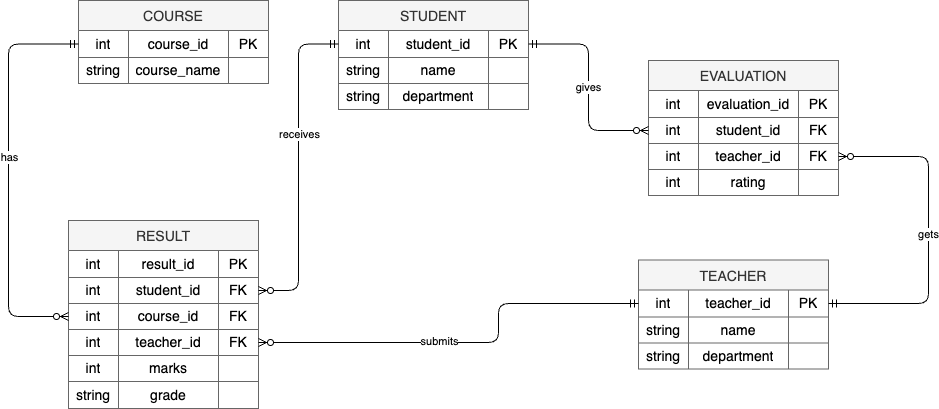 COURSE
int course_id PK
string course_name
STUDENT
int student_id PK
string name
string department
gives
EVALUATION
int evaluation_id PK
int student_id FK
int teacher_id FK
int rating
receives
has
RESULT
int result_id PK
int student_id FK
int course_id FK
int teacher_id FK
int marks
string grade
gets
TEACHER
int teacher_id PK
string name
string department
submits